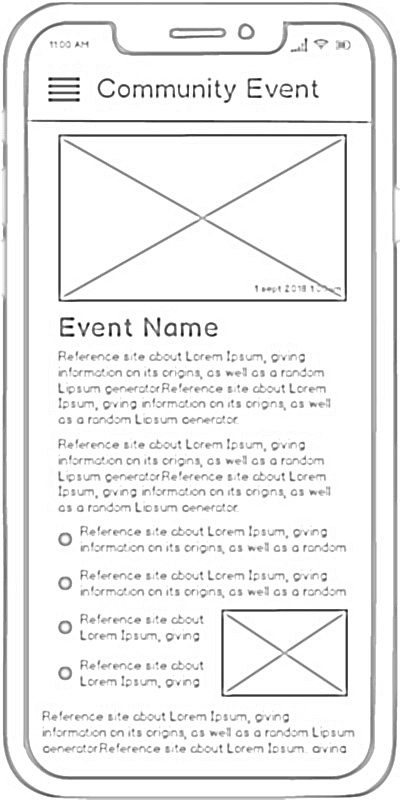 11:00 AM
Community Event
1 sept 2018
Event Name
Reference site about Lorem Ipsum, giving
information on its origins, as well as a random
Lipsum generator.Reference site about Lorem
Ipsum, giving information on its origins, as well
as a random Lipsum generator.
Reference site about Lorem Ipsum, giving
information on its origins, as well as a random
Lipsum generator.Reference site about Lorem
Ipsum, giving information on its origins, as well
as a random Lipsum generator.
Reference site about Lorem Ipsum, giving
information on its origins, as well as a random
Reference site about Lorem Ipsum, giving
information on its origins, as well as a random
Reference site about
Lorem Ipsum, giving
Reference site about
Lorem Ipsum, giving
Reference site about Lorem Ipsum, giving
information on its origins, as well as a random Lipsum
generatorReference site about Lorem Ipsum, giving